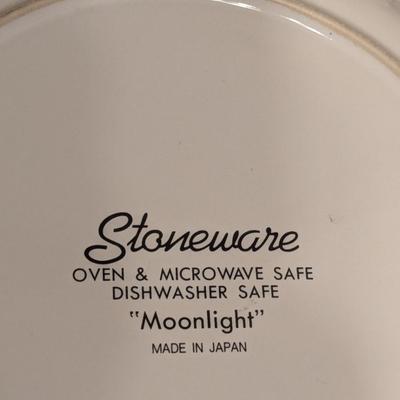 Stoneware
OVEN & MICROWAVE SAFE
DISHWASHER SAFE
"Moonlight"
MADE IN JAPAN